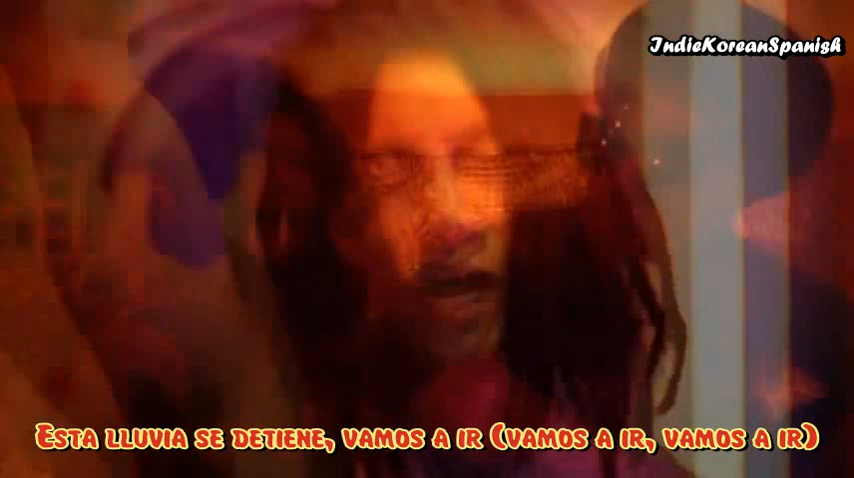 IndieKoreanSpanish
Esta lluvia se detiene, vamos a ir (vamos a ir, vamos a ir)